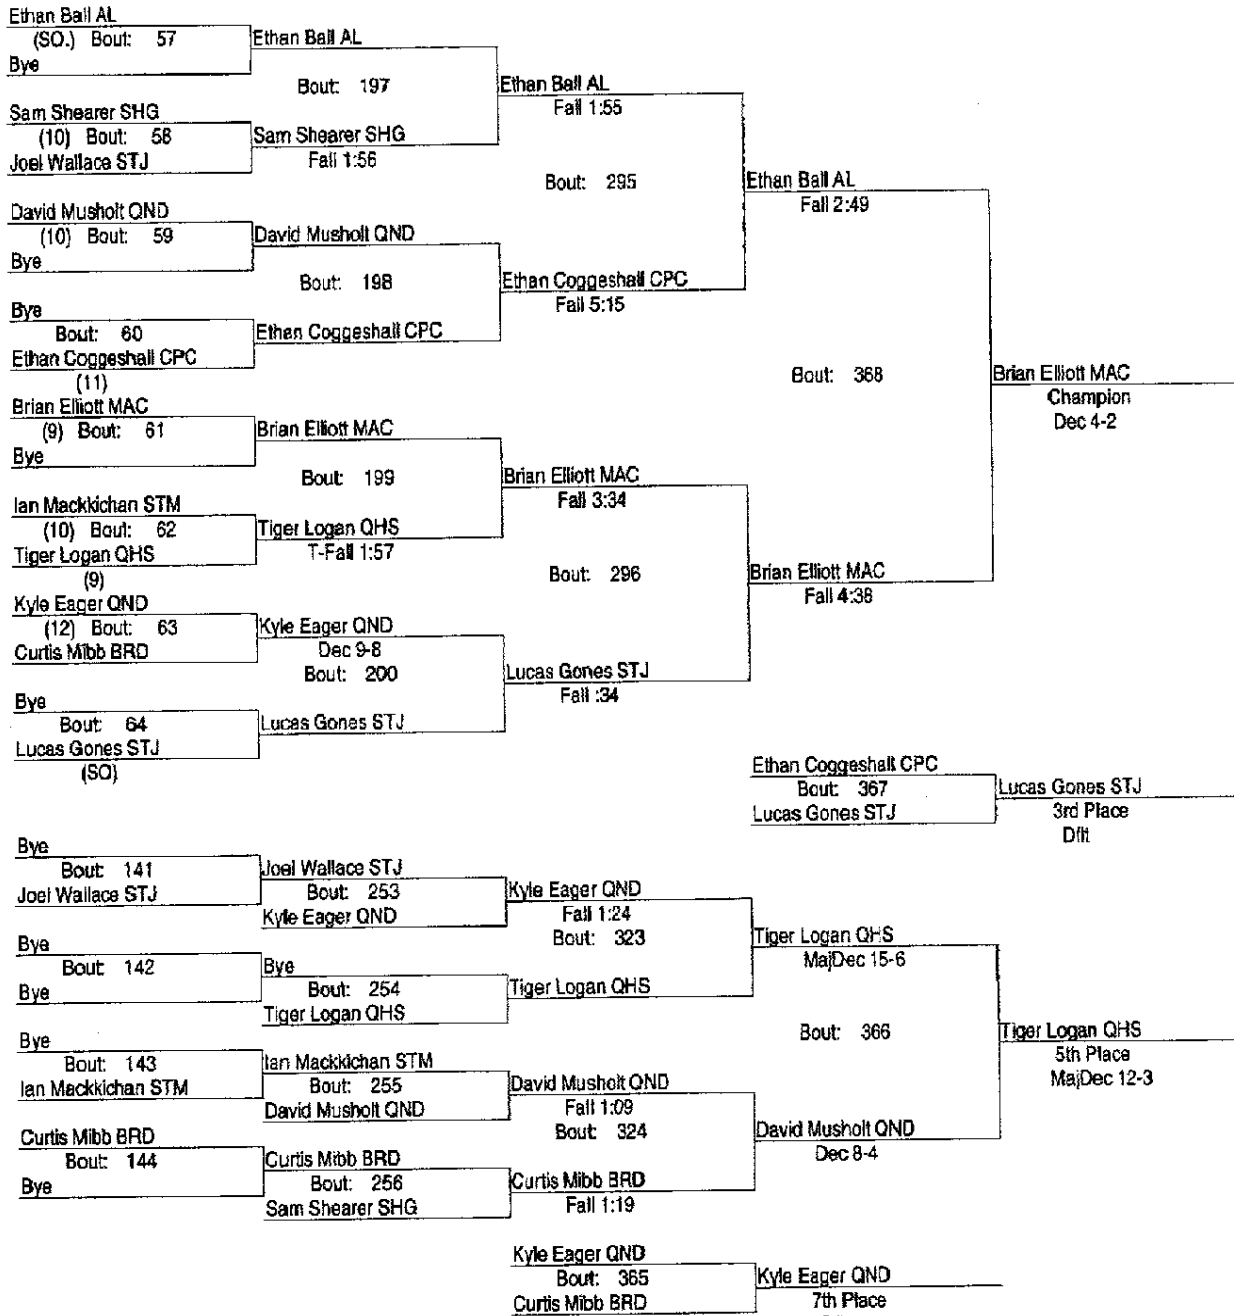 Ethan Ball AL
(SO.) Bout: 57
Bye
Ethan Ball AL
Bout: 197
Sam Shearer SHG
(10) Bout: 58
Joel Wallace STJ
Sam Shearer SHG
Fall 1:56
Ethan Ball AL
Fall 1:55
Bout: 295
David Musholt QND
(10) Bout: 59
Bye
David Musholt QND
Bout: 198
Bye
Bout: 60
Ethan Coggeshall CPC
(11)
Ethan Coggeshall CPC
Ethan Coggeshall CPC
Fall 5:15
Ethan Ball AL
Fall 2:49
Bout: 368
Brian Elliott MAC
Champion
Dec 4-2
Brian Elliott MAC
(9) Bout: 61
Bye
Brian Elliott MAC
Bout: 199
Ian Mackkichan STM
(10) Bout: 62
Tiger Logan QHS
(9)
Tiger Logan QHS
T-Fall 1:57
Brian Elliott MAC
Fall 3:34
Bout: 296
Kyle Eager QND
(12) Bout: 63
Curtis Mibb BRD
Kyle Eager QND
Dec 9-8
Bout: 200
Bye
Bout: 64
Lucas Gones STJ
(SO)
Lucas Gones STJ
Lucas Gones STJ
Fall :34
Brian Elliott MAC
Fall 4:38
Ethan Coggeshall CPC
Bout: 367
Lucas Gones STJ
Lucas Gones STJ
3rd Place
Dflt
Bye
Bout: 141
Joel Wallace STJ
Joel Wallace STJ
Bout: 253
Kyle Eager QND
Kyle Eager QND
Fall 1:24
Bout: 323
Bye
Bout: 142
Bye
Bye
Bout: 254
Tiger Logan QHS
Tiger Logan QHS
Tiger Logan QHS
MajDec 15-6
Bout: 366
Tiger Logan QHS
5th Place
MajDec 12-3
Bye
Bout: 143
Ian Mackkichan STM
Ian Mackkichan STM
Bout: 255
David Musholt QND
David Musholt QND
Fall 1:09
Bout: 324
David Musholt QND
Dec 8-4
Curtis Mibb BRD
Bout: 144
Bye
Curtis Mibb BRD
Bout: 256
Sam Shearer SHG
Curtis Mibb BRD
Fall 1:19
Kyle Eager QND
Bout: 365
Curtis Mibb BRD
Kyle Eager QND
7th Place